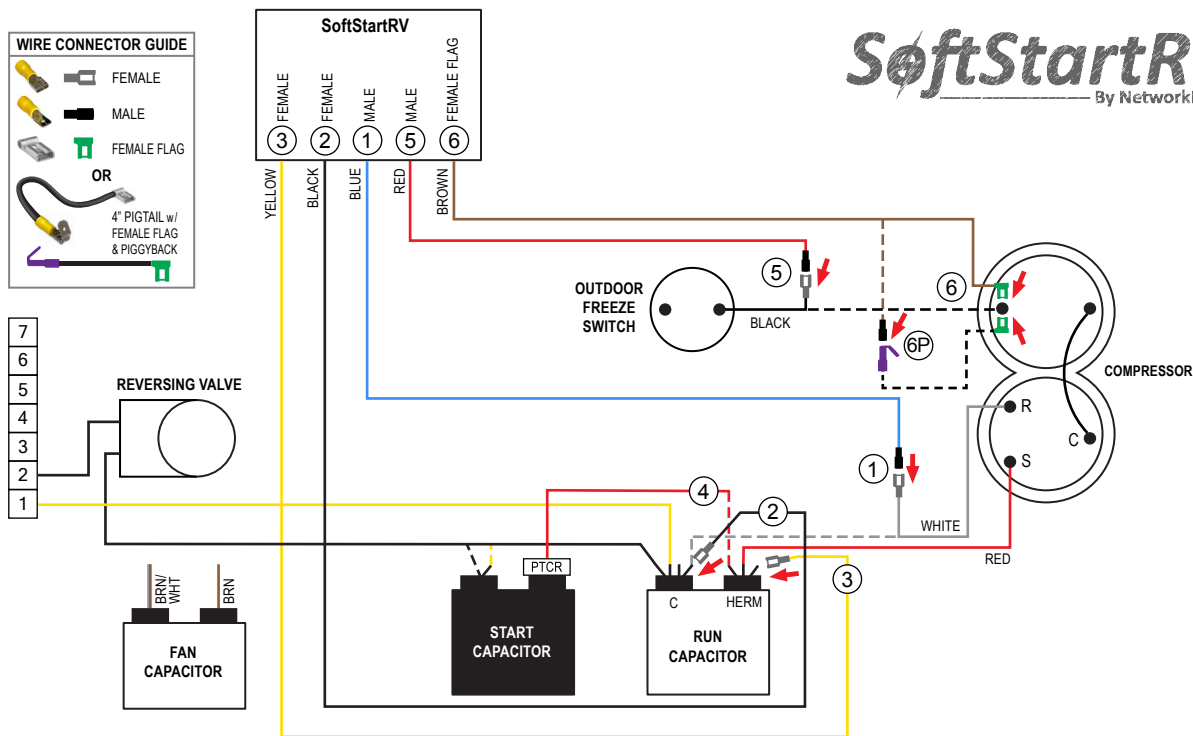 WIRE CONNECTOR GUIDE
FEMALE
MALE
FEMALE FLAG
OR
4" PIGTAIL w/
FEMALE FLAG
& PIGGYBACK
SoftStartRV
FEMALE
FEMALE
MALE
MALE
FEMALE FLAG
3
2
1
5
6
YELLOW
BLACK
BLUE
RED
BROWN
SoftStartR
By Network
5
OUTDOOR
FREEZE
SWITCH
BLACK
6
6P
COMPRESSOR
R
C
S
1
WHITE
RED
7
6
5
4
3
2
1
REVERSING VALVE
4
2
3
PTCR
BRN/
WHT
BRN
FAN
CAPACITOR
START
CAPACITOR
C
HERM
RUN
CAPACITOR